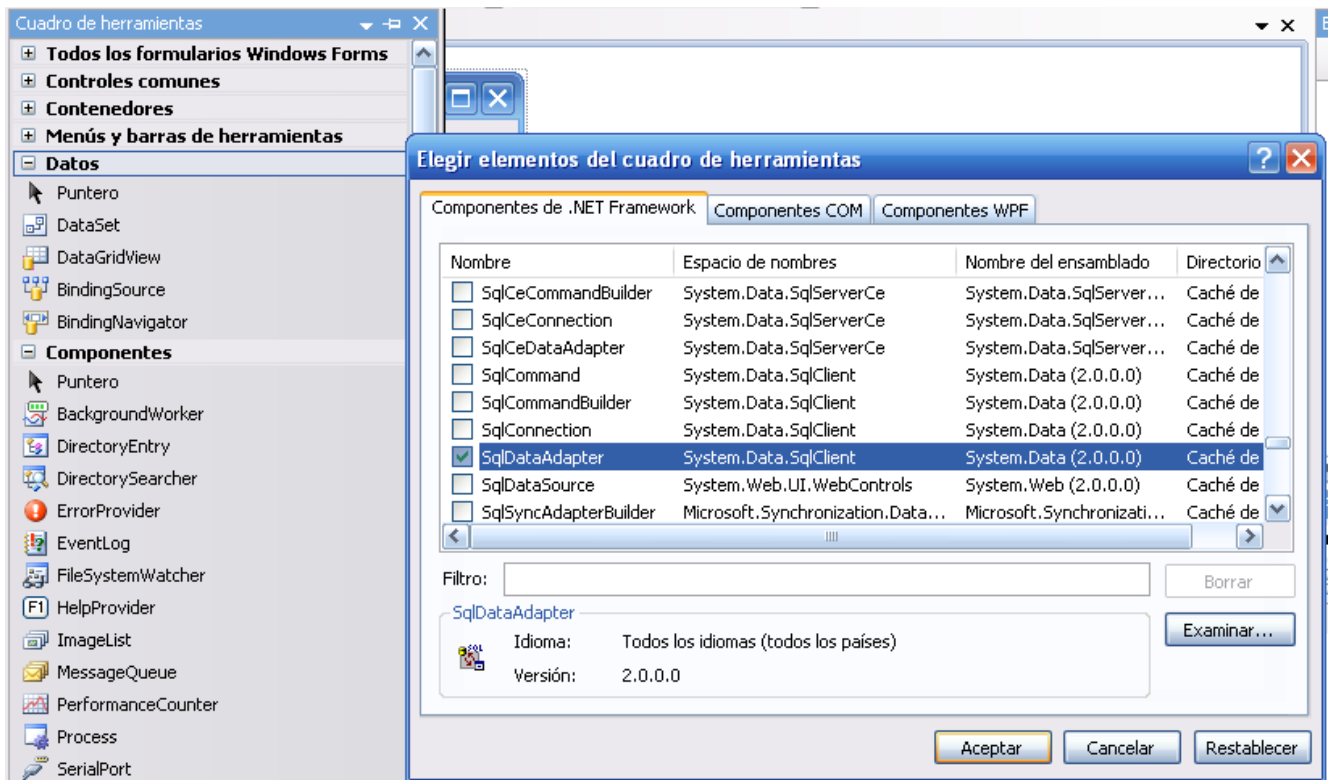 Cuadro de herramientas
Todos los formularios Windows Forms
Controles comunes
Contenedores
Menús y barras de herramientas
Datos
Puntero
DataSet
DataGridView
BindingSource
BindingNavigator
Componentes
Puntero
BackgroundWorker
DirectoryEntry
DirectorySearcher
ErrorProvider
EventLog
FileSystemWatcher
F1 HelpProvider
ImageList
MessageQueue
PerformanceCounter
Process
SerialPort
Elegir elementos del cuadro de herramientas
Componentes de .NET Framework Componentes COM Componentes WPF
Nombre Espacio de nombres Nombre del ensamblado Directorio
SqlCeCommandBuilder System.Data.SqlServerCe System.Data.SqlServer... Caché de
SqlCeConnection System.Data.SqlServerCe System.Data.SqlServer... Caché de
SqlCeDataAdapter System.Data.SqlServerCe System.Data.SqlServer... Caché de
SqlCommand System.Data.SqlClient System.Data (2.0.0.0) Caché de
SqlCommandBuilder System.Data.SqlClient System.Data (2.0.0.0) Caché de
SqlConnection System.Data.SqlClient System.Data (2.0.0.0) Caché de
SqlDataAdapter System.Data.SqlClient System.Data (2.0.0.0) Caché de
SqlDataSource System.Web.UI.WebControls System.Web (2.0.0.0) Caché de
SqlSyncAdapterBuilder Microsoft.Synchronization.Data... Microsoft.Synchronizati... Caché de
Filtro: Borrar
SqlDataAdapter
Examinar...
Idioma: Todos los idiomas (todos los países)
Versión: 2.0.0.0
Aceptar Cancelar Restablecer